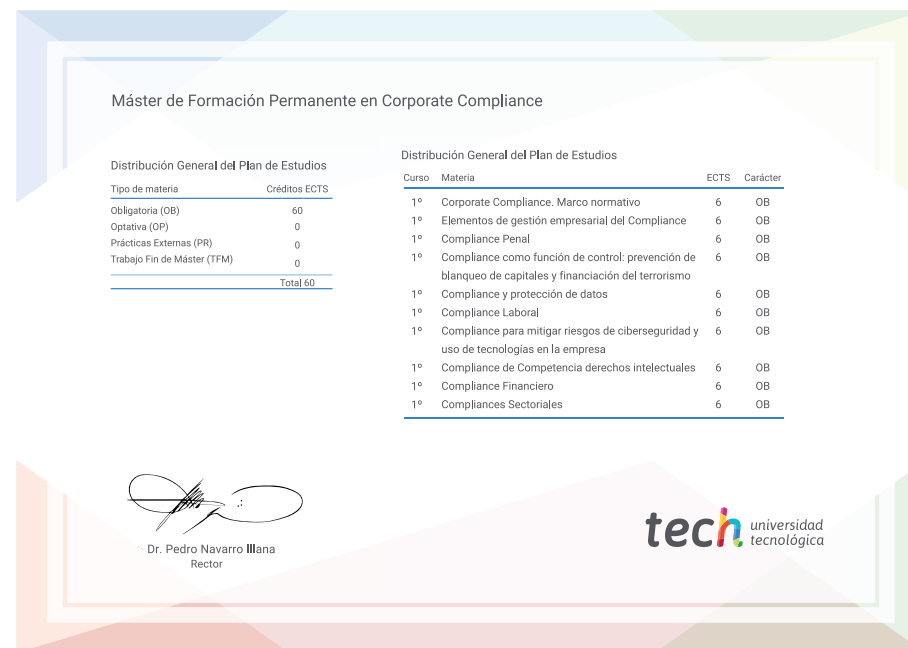 Máster de Formación Permanente en Corporate Compliance
Distribución General del Plan de Estudios
Tipo de materia Créditos ECTS
Obligatoria (OB) 60
Optativa (OP) 0
Prácticas Externas (PR) 0
Trabajo Fin de Máster (TFM) 0
Total 60
Distribución General del Plan de Estudios
Curso Materia ECTS Carácter
1º Corporate Compliance. Marco normativo 6 OB
1º Elementos de gestión empresarial del Compliance 6 OB
1º Compliance Penal 6 OB
1º Compliance como función de control: prevención de 6 OB
blanqueo de capitales y financiación del terrorismo
1º Compliance y protección de datos 6 OB
1º Compliance Laboral 6 OB
1º Compliance para mitigar riesgos de ciberseguridad y 6 OB
uso de tecnologías en la empresa
1º Compliance de Competencia derechos intelectuales 6 OB
1º Compliance Financiero 6 OB
1º Compliances Sectoriales 6 OB
Dr. Pedro Navarro Illana
Rector
tech universidad
tecnológica